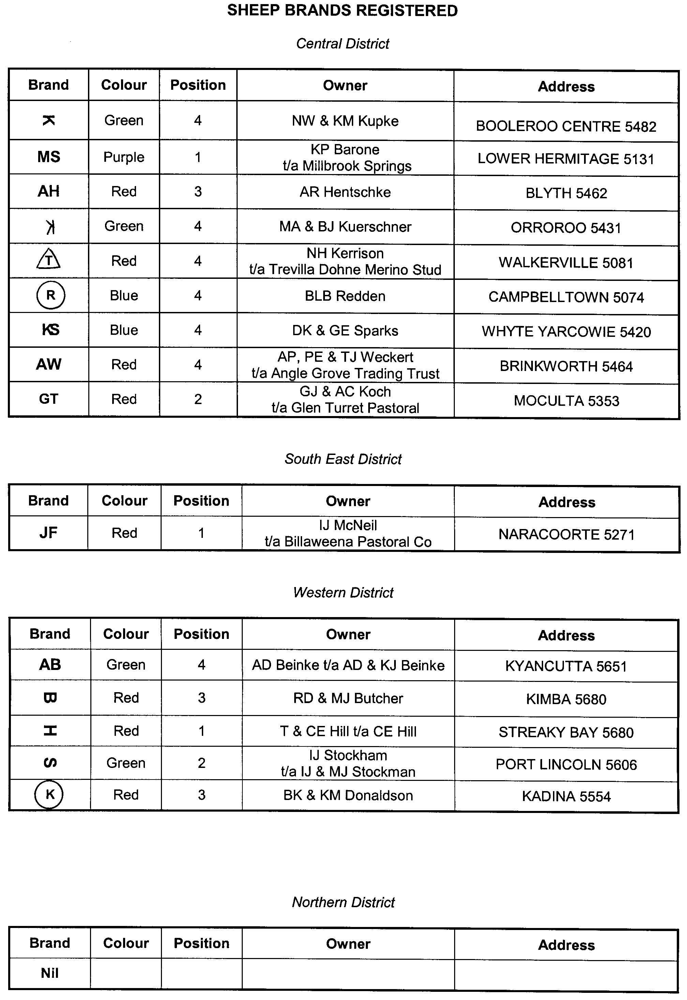 SHEEP BRANDS REGISTERED
Central District
Brand Colour Position Owner Address
K Green 4 NW & KM Kupke BOOLEROO CENTRE 5482
MS Purple 1 KP Barone
t/a Millbrook Springs LOWER HERMITAGE 5131
AH Red 3 AR Hentschke BLYTH 5462
K Green 4 MA & BJ Kuerschner ORROROO 5431
T Red 4 NH Kerrison
t/a Trevilla Dohne Merino Stud WALKERVILLE 5081
R Blue 4 BLB Redden CAMPBELLTOWN 5074
KS Blue 4 DK & GE Sparks WHYTE YARCOWIE 5420
AW Red 4 AP, PE & TJ Weckert
t/a Angle Grove Trading Trust BRINKWORTH 5464
GT Red 2 GJ & AC Koch
t/a Glen Turret Pastoral MOCULTA 5353
South East District
Brand Colour Position Owner Address
JF Red 1 IJ McNeil
t/a Billaweena Pastoral Co NARACOORTE 5271
Western District
Brand Colour Position Owner Address
AB Green 4 AD Beinke t/a AD & KJ Beinke KYANCUTTA 5651
B Red 3 RD & MJ Butcher KIMBA 5680
H Red 1 T & CE Hill t/a CE Hill STREAKY BAY 5680
S Green 2 IJ Stockham
t/a IJ & MJ Stockman PORT LINCOLN 5606
K Red 3 BK & KM Donaldson KADINA 5554
Northern District
Brand Colour Position Owner Address
Nil